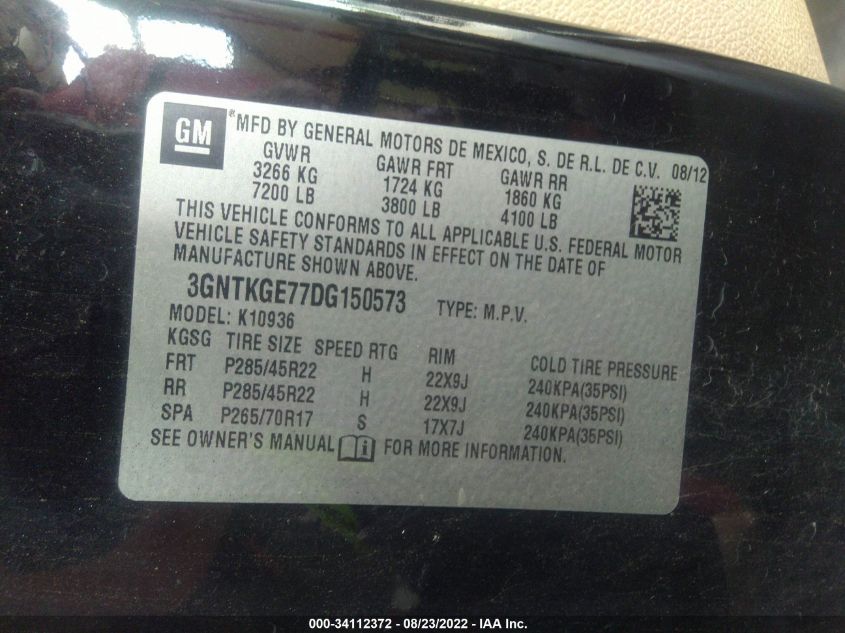 GM ® MFD BY GENERAL MOTORS DE MEXICO, S. DE R.L. DE C.V. 08/12
GVWR GAWR FRT GAWR RR
3266 KG 1724 KG 1860 KG
7200 LB 3800 LB 4100 LB
THIS VEHICLE CONFORMS TO ALL APPLICABLE U.S. FEDERAL MOTOR
VEHICLE SAFETY STANDARDS IN EFFECT ON THE DATE OF
MANUFACTURE SHOWN ABOVE.
3GNTKGE77DG150573 TYPE: M.P.V.
MODEL: K10936
KGSG TIRE SIZE SPEED RTG RIM COLD TIRE PRESSURE
FRT P285/45R22 H 22X9J 240KPA(35PSI)
RR P285/45R22 H 22X9J 240KPA(35PSI)
SPA P265/70R17 S 17X7J 240KPA(35PSI)
SEE OWNER'S MANUAL FOR MORE INFORMATION.
000-34112372 - 08/23/2022 - IAA Inc.